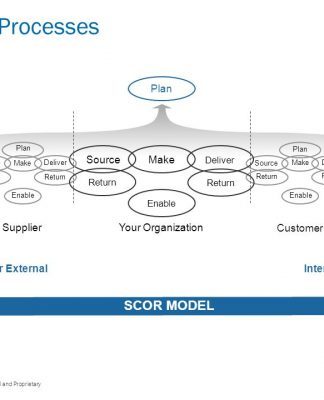 Processes
Plan
Plan
Source Make Deliver
Plan
Make Deliver
Source Make
Return
Return Return
Return
Enable
Enable
Enable
Supplier
Your Organization
Customer
r External
Inte
SCOR MODEL
l and Proprietary